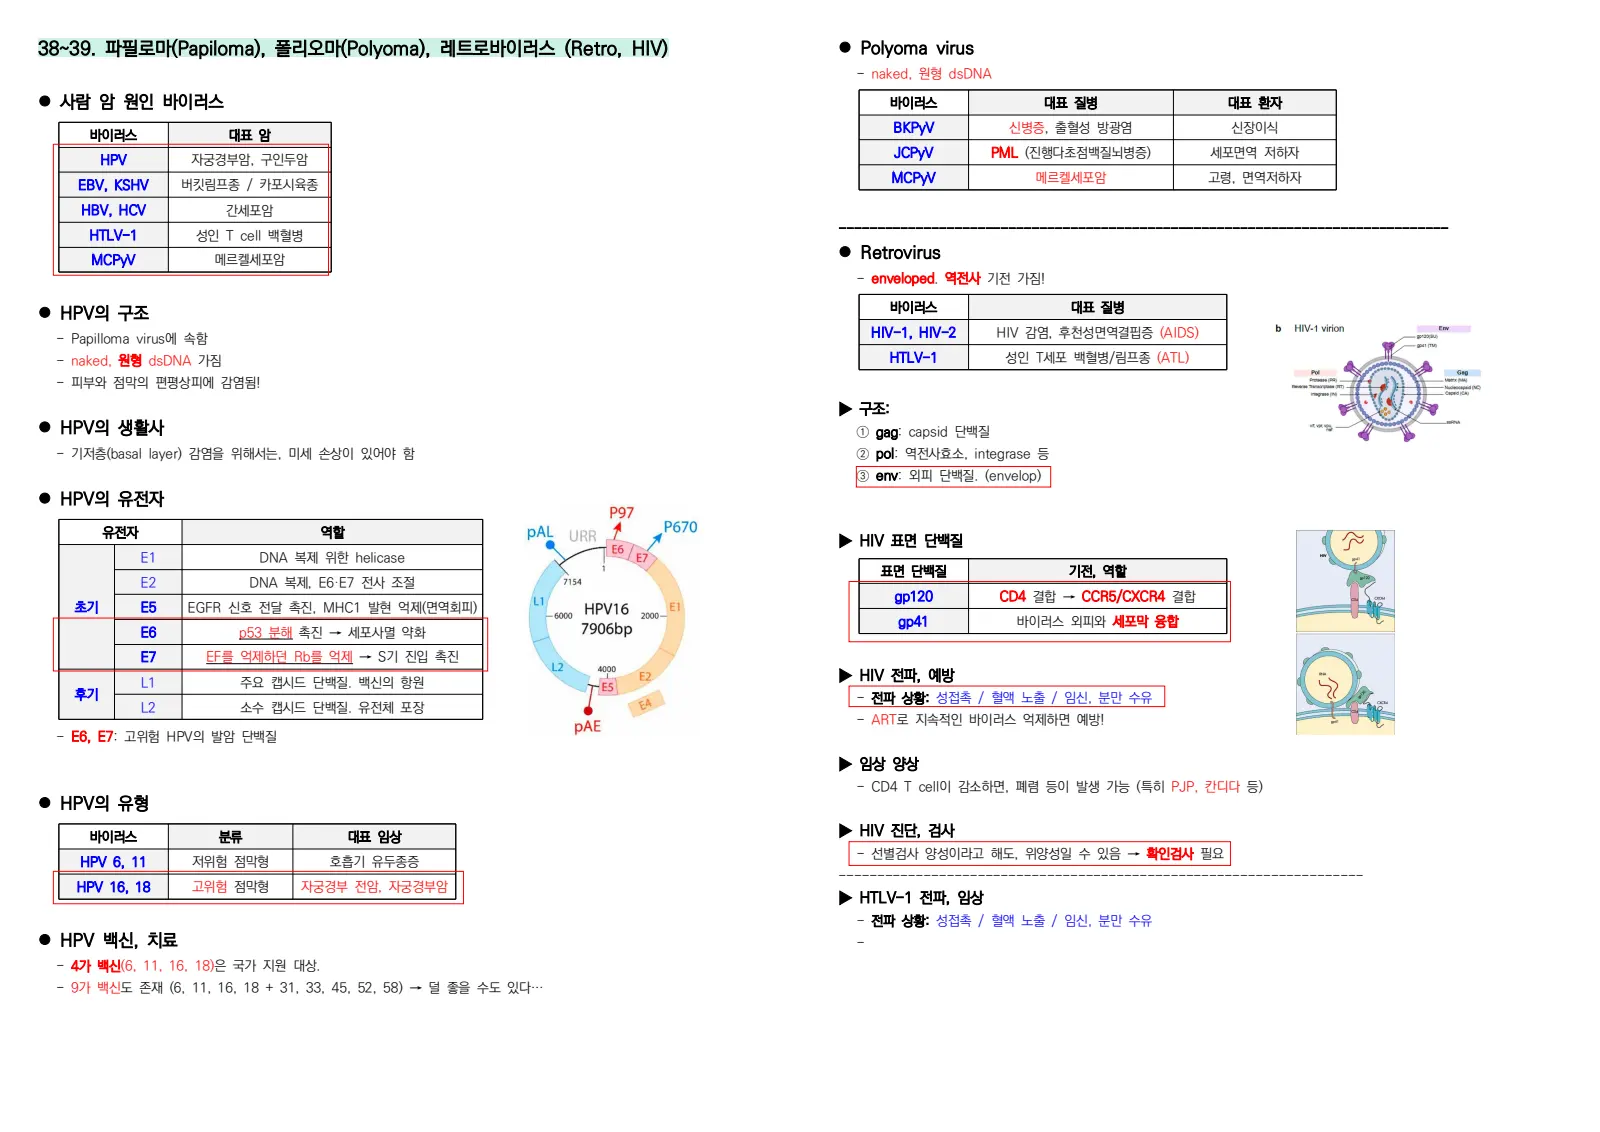 38~39. 파필로마(Papiloma), 폴리오마(Polyoma), 레트로바이러스 (Retro, HIV)
● 사람 암 원인 바이러스
바이러스 대표 암
HPV 자궁경부암, 구인두암
EBV, KSHV 버킷림프종 / 카포시육종
HBV, HCV 간세포암
HTLV-1 성인 T cell 백혈병
MCPyV 메르켈세포암
● HPV의 구조
- Papilloma virus에 속함
- naked, 원형 dsDNA 가짐
- 피부와 점막의 편평상피에 감염됨!
● HPV의 생활사
- 기저층(basal layer) 감염을 위해서는, 미세 손상이 있어야 함
● HPV의 유전자
유전자 역할
초기
E1 DNA 복제 위한 helicase
E2 DNA 복제, E6·E7 전사 조절
E5 EGFR 신호 전달 촉진, MHC1 발현 억제(면역회피)
E6 p53 분해 촉진 → 세포사멸 약화
E7 EF를 억제하던 Rb를 억제 → S기 진입 촉진
후기
L1 주요 캡시드 단백질. 백신의 항원
L2 소수 캡시드 단백질. 유전체 포장
- E6, E7: 고위험 HPV의 발암 단백질
pAL
URR
P97
P670
E6
E7
7154
1
L1
6000
HPV16
7906bp
2000
E1
L2
4000
E5
E2
E4
pAE
● HPV의 유형
바이러스 분류 대표 임상
HPV 6, 11 저위험 점막형 호흡기 유두종증
HPV 16, 18 고위험 점막형 자궁경부 전암, 자궁경부암
● HPV 백신, 치료
- 4가 백신(6, 11, 16, 18)은 국가 지원 대상.
- 9가 백신도 존재 (6, 11, 16, 18 + 31, 33, 45, 52, 58) → 덜 좋을 수도 있다…
● Polyoma virus
- naked, 원형 dsDNA
바이러스 대표 질병 대표 환자
BKPyV 신병증, 출혈성 방광염 신장이식
JCPyV PML (진행다초점백질뇌병증) 세포면역 저하자
MCPyV 메르켈세포암 고령, 면역저하자
● Retrovirus
- enveloped. 역전사 기전 가짐!
바이러스 대표 질병
HIV-1, HIV-2 HIV 감염, 후천성면역결핍증 (AIDS)
HTLV-1 성인 T세포 백혈병/림프종 (ATL)
b HIV-1 virion
Env
gp120(SU)
gp41 (TM)
Pol
Protease (PR)
Reverse Transcriptase (RT)
Integrase (IN)
Gag
Matrix (MA)
Nucleocapsid (NC)
Capsid (CA)
ssRNA
▶ 구조:
① gag: capsid 단백질
② pol: 역전사효소, integrase 등
③ env: 외피 단백질. (envelop)
▶ HIV 표면 단백질
표면 단백질 기전, 역할
gp120 CD4 결합 → CCR5/CXCR4 결합
gp41 바이러스 외피와 세포막 융합
▶ HIV 전파, 예방
- 전파 상황: 성접촉 / 혈액 노출 / 임신, 분만 수유
- ART로 지속적인 바이러스 억제하면 예방!
▶ 임상 양상
- CD4 T cell이 감소하면, 폐렴 등이 발생 가능 (특히 PJP, 칸디다 등)
▶ HIV 진단, 검사
- 선별검사 양성이라고 해도, 위양성일 수 있음 → 확인검사 필요
▶ HTLV-1 전파, 임상
- 전파 상황: 성접촉 / 혈액 노출 / 임신, 분만 수유
-